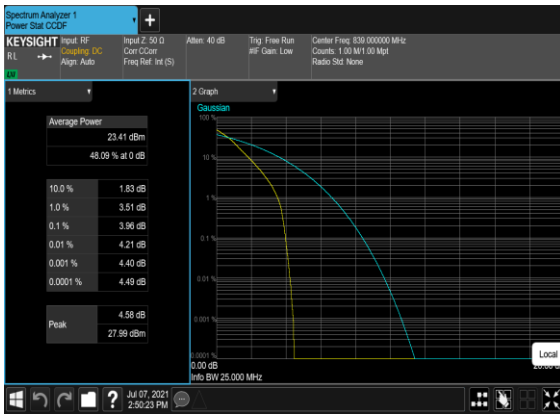 Spectrum Analyzer 1
Power Stat CCDF
KEYSIGHT
RL
Input: RF
Coupling: DC
Align: Auto
Input Z: 50 Ω
Corr CCorr
Freq Ref: Int (S)
Atten: 40 dB
Trig: Free Run
#IF Gain: Low
Center Freq: 839.000000 MHz
Counts: 1.00 M/1.00 Mpt
Radio Std: None
1 Metrics
Average Power
23.41 dBm
48.09 % at 0 dB
10.0 % 1.83 dB
1.0 % 3.51 dB
0.1 % 3.96 dB
0.01 % 4.21 dB
0.001 % 4.40 dB
0.0001 % 4.49 dB
Peak
4.58 dB
27.99 dBm
2 Graph
Gaussian
100 %
10 %
1 %
0.1 %
0.01 %
0.001 %
0.0001 %
0.00 dB
Info BW 25.000 MHz
Local
Jul 07, 2021
2:50:23 PM